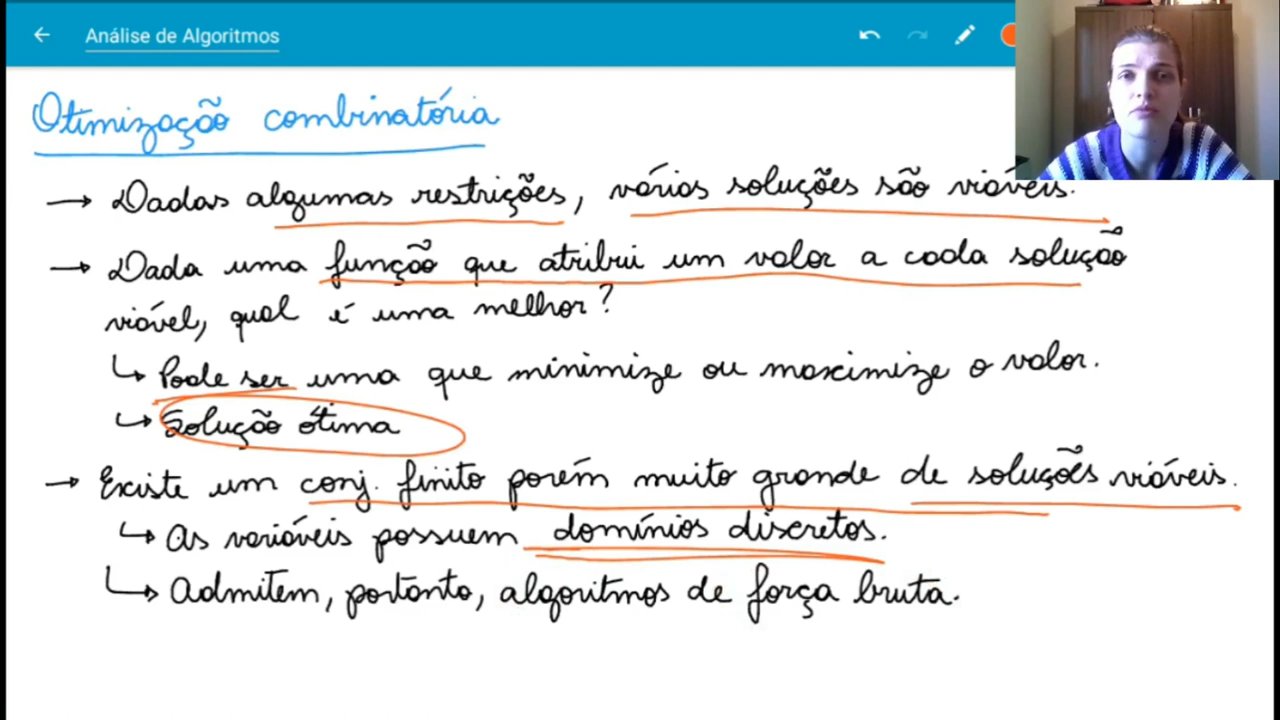 Análise de Algoritmos
Otimização combinatória
→ Dadas algumas restrições, várias soluções são viáveis.
→ Dada uma função que atribui um valor a cada solução
viável, qual é uma melhor?
↳ Pode ser uma que minimize ou maximize o valor.
↳ Solução ótima
→ Existe um conj. finito porém muito grande de soluções viáveis.
↳ As variáveis possuem domínios discretos.
↳ Admitem, portanto, algoritmos de força bruta.